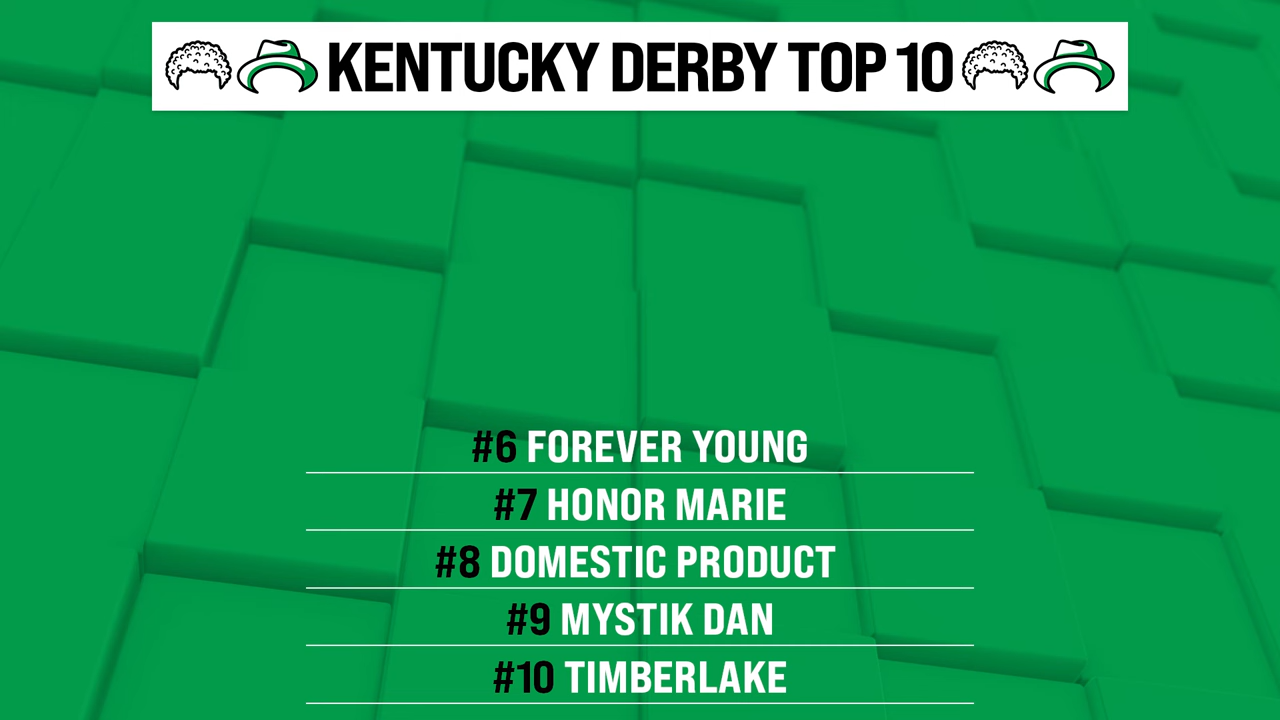 KENTUCKY DERBY TOP 10
#6 FOREVER YOUNG
#7 HONOR MARIE
#8 DOMESTIC PRODUCT
#9 MYSTIK DAN
#10 TIMBERLAKE